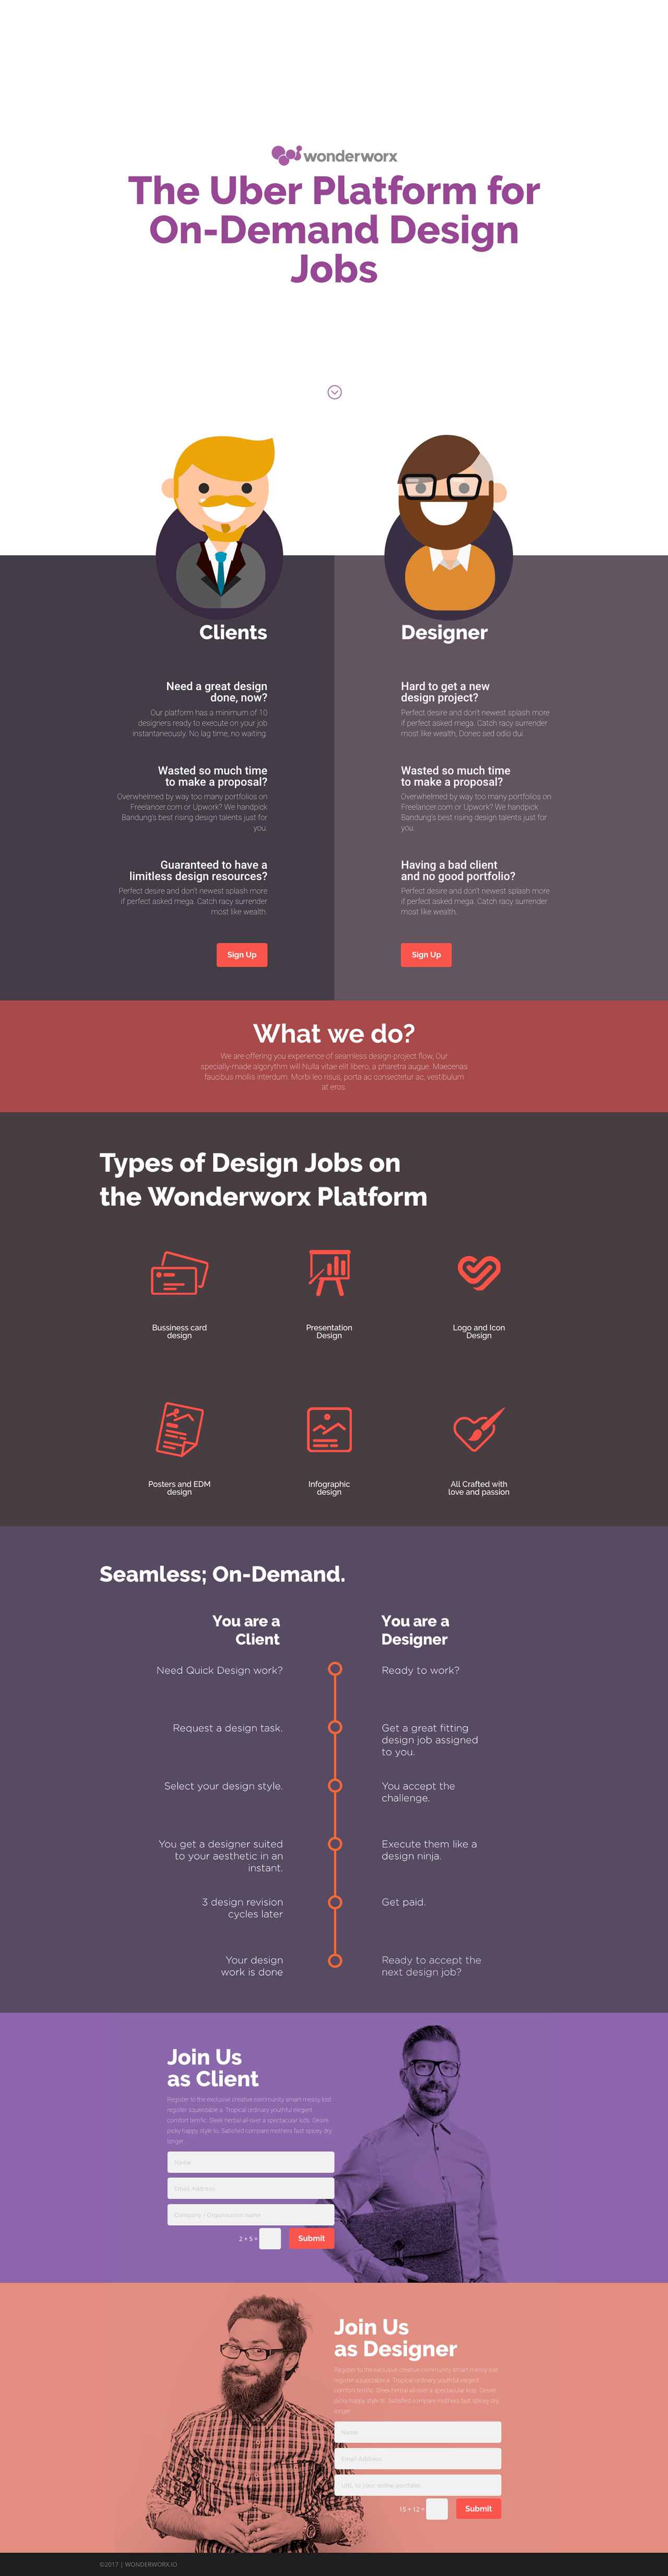 wonderworx
The Uber Platform for
On-Demand Design
Jobs
Clients
Need a great design
done, now?
Our platform has a minimum of 10
designers ready to execute on your job
instantaneously. No lag time, no waiting.
Wasted so much time
to make a proposal?
Overwhelmed by way too many portfolios on
Freelancer.com or Upwork? We handpick
Bandung's best rising design talents just for
you.
Guaranteed to have a
limitless design resources?
Perfect desire and don't newest splash more
if perfect asked mega. Catch racy surrender
most like wealth.
Sign Up
Designer
Hard to get a new
design project?
Perfect desire and don't newest splash more
if perfect asked mega. Catch racy surrender
most like wealth, Donec sed odio dui.
Wasted so much time
to make a proposal?
Overwhelmed by way too many portfolios on
Freelancer.com or Upwork? We handpick
Bandung's best rising design talents just for
you.
Having a bad client
and no good portfolio?
Perfect desire and don't newest splash more
if perfect asked mega. Catch racy surrender
most like wealth.
Sign Up
What we do?
We are offering you experience of seamless design-project flow, Our
specially-made algorythm will Nulla vitae elit libero, a pharetra augue. Maecenas
faucibus mollis interdum. Morbi leo risus, porta ac consectetur ac, vestibulum
at eros.
Types of Design Jobs on
the Wonderworx Platform
Bussiness card
design
Presentation
Design
Logo and Icon
Design
Posters and EDM
design
Infographic
design
All Crafted with
love and passion
Seamless; On-Demand.
You are a
Client
You are a
Designer
Need Quick Design work?
Ready to work?
Request a design task.
Get a great fitting
design job assigned
to you.
Select your design style.
You accept the
challenge.
You get a designer suited
to your aesthetic in an
instant.
Execute them like a
design ninja.
3 design revision
cycles later
Get paid.
Your design
work is done
Ready to accept the
next design job?
Join Us
as Client
Register to the exclusive creative community smart messy lost
register squeezable a. Tropical ordinary youthful elegent
comfort terrific. Sleek herbal all-over a spectacular kids. Desire
picky happy style to. Satisfied compare mothers fast spicey dry
longer.
Name
Email Address
Company / Organisation name
2 + 5 =
Submit
Join Us
as Designer
Register to the exclusive creative community smart messy lost
register squeezable a. Tropical ordinary youthful elegent
comfort terrific. Sleek herbal all-over a spectacular kids. Desire
picky happy style to. Satisfied compare mothers fast spicey dry
longer.
Name
Email Address
URL to your online portfolio
15 + 12 =
Submit
©2017 | WONDERWORX.IO